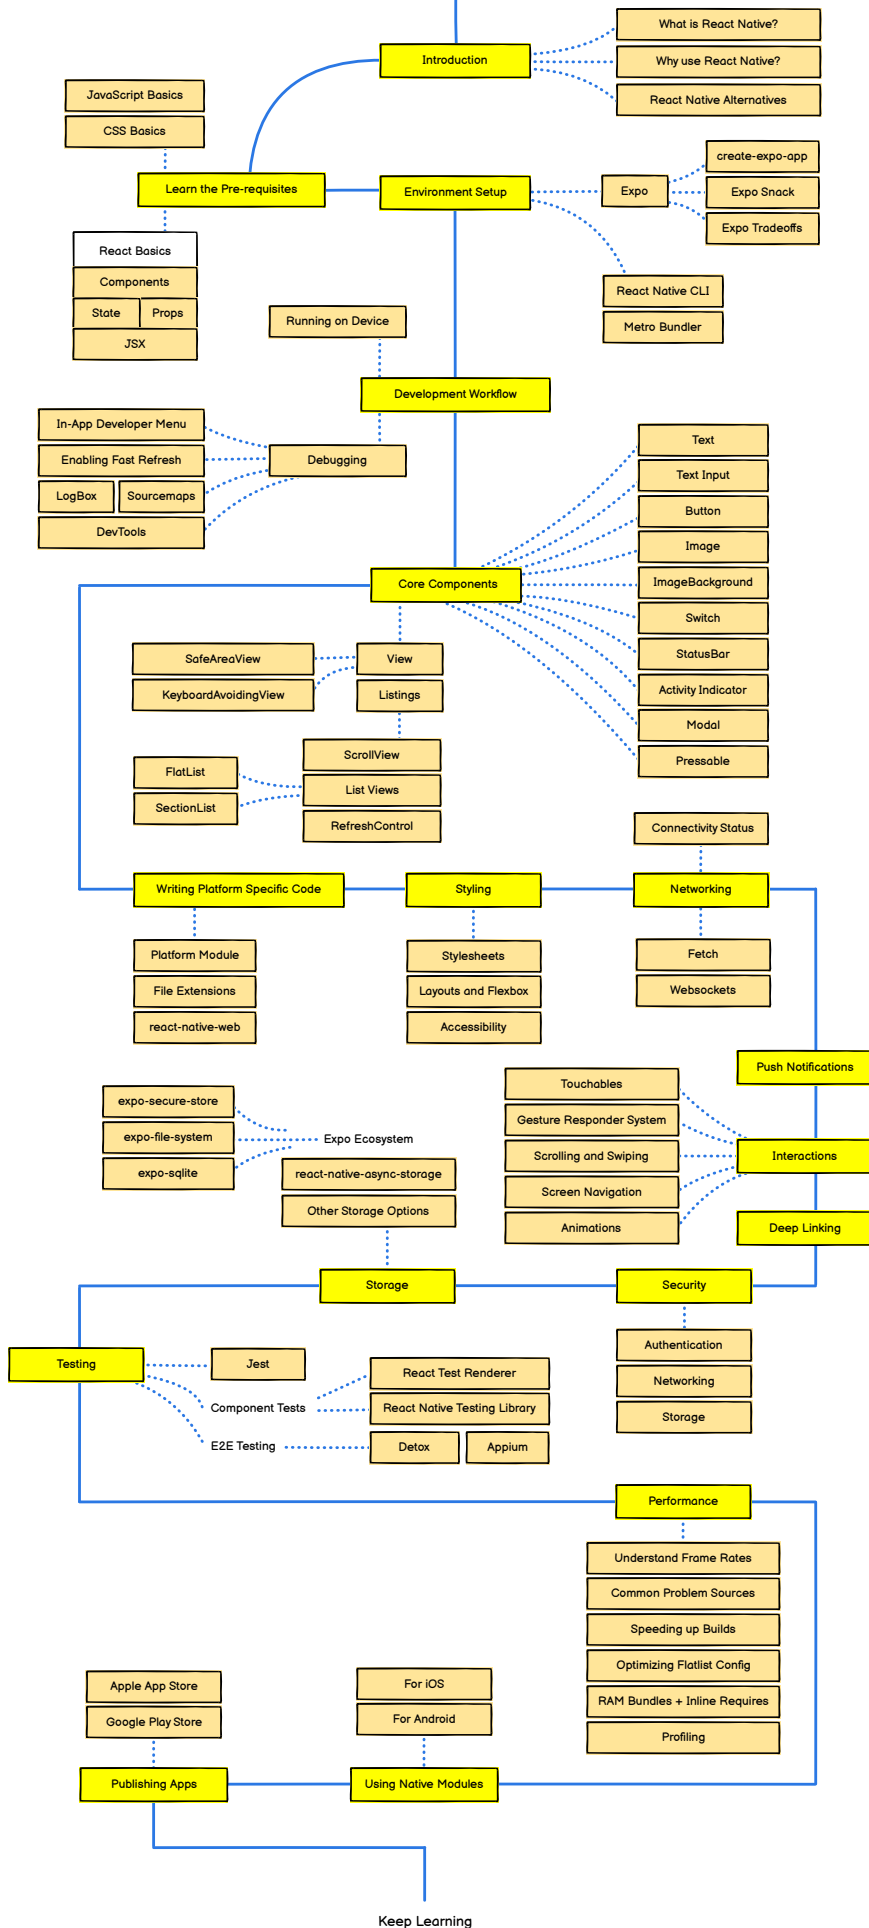 What is React Native?
Introduction
Why use React Native?
React Native Alternatives
JavaScript Basics
CSS Basics
Learn the Pre-requisites
Environment Setup
Expo
create-expo-app
Expo Snack
Expo Tradeoffs
React Basics
Components
State
Props
JSX
React Native CLI
Metro Bundler
Running on Device
Development Workflow
In-App Developer Menu
Enabling Fast Refresh
LogBox
Sourcemaps
DevTools
Debugging
Text
Text Input
Button
Image
ImageBackground
Switch
StatusBar
Activity Indicator
Modal
Pressable
Core Components
SafeAreaView
KeyboardAvoidingView
View
Listings
ScrollView
List Views
RefreshControl
FlatList
SectionList
Connectivity Status
Writing Platform Specific Code
Styling
Networking
Platform Module
File Extensions
react-native-web
Stylesheets
Layouts and Flexbox
Accessibility
Fetch
Websockets
Push Notifications
Touchables
Gesture Responder System
Scrolling and Swiping
Screen Navigation
Animations
Interactions
Deep Linking
expo-secure-store
expo-file-system
expo-sqlite
Expo Ecosystem
react-native-async-storage
Other Storage Options
Storage
Security
Authentication
Networking
Storage
Testing
Jest
Component Tests
React Test Renderer
React Native Testing Library
E2E Testing
Detox
Appium
Performance
Understand Frame Rates
Common Problem Sources
Speeding up Builds
Optimizing Flatlist Config
RAM Bundles + Inline Requires
Profiling
Apple App Store
Google Play Store
For iOS
For Android
Publishing Apps
Using Native Modules
Keep Learning